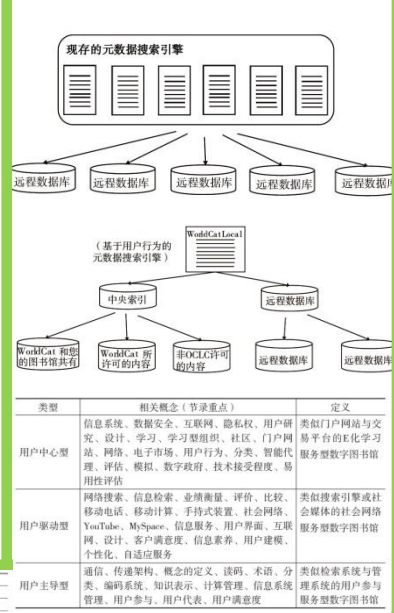 现存的元数据搜索引擎
远程数据库 远程数据库 远程数据库 远程数据库 远程数据库
WorldCatLocal
（基于用户行为的
元数据搜索引擎）
中央索引 远程数据库
WorldCat 和您
的图书馆共有
WorldCat 所
许可的内容
非OCLC许可
的内容
远程数据库 远程数据库
类型 相关概念（节录重点） 定义
用户中心型
信息系统、数据安全、互联网、隐私权、用户研
究、设计、学习、学习型组织、社区、门户网
站、网络、电子市场、用户行为、分类、智能代
理、评估、模拟、数字政府、技术接受程度、易
用性评估
类似门户网站与交
易平台的E化学习
服务型数字图书馆
用户驱动型
网络搜索、信息检索、业绩衡量、评价、比较、
移动电话、移动计算、手持式装置、社会网络、
YouTube、MySpace、信息服务、用户界面、互联
网、设计、客户满意度、信息素养、用户建模、
个性化、自适应服务
类似搜索引擎或社
会媒体的社会网络
服务型数字图书馆
用户主导型
通信、传递架构、概念的定义、读码、术语、分
类、编码系统、知识表示、计算管理、信息系统
管理、用户参与、用户代表、用户满意度
类似检索系统与管
理系统的用户参与
服务型数字图书馆